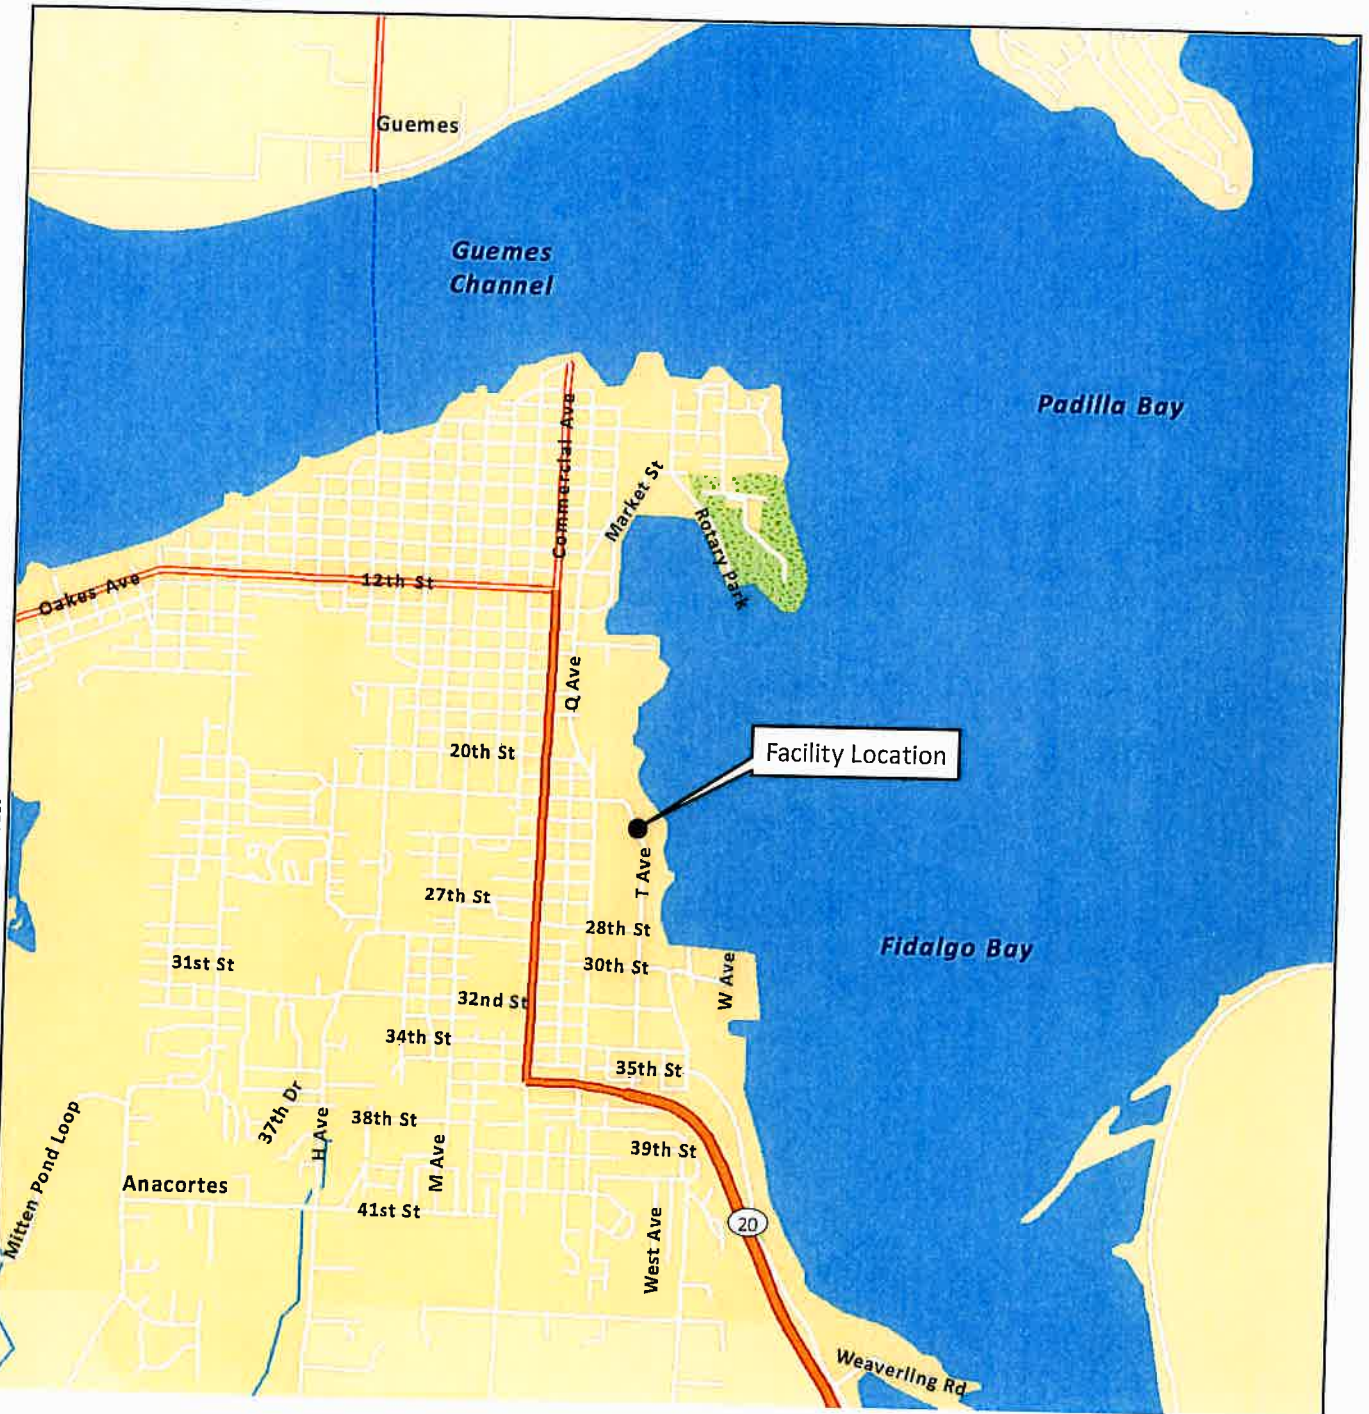 Guemes
Guemes
Channel
Padilla Bay
Commercial Ave
Market St
Rotary Park
Oakes Ave
12th St
Q Ave
20th St
Facility Location
T Ave
27th St
28th St
Fidalgo Bay
31st St
30th St
W Ave
32nd St
34th St
35th St
37th Dr
H Ave
38th St
M Ave
39th St
Mitten Pond Loop
Anacortes
41st St
West Ave
20
Weaverling Rd